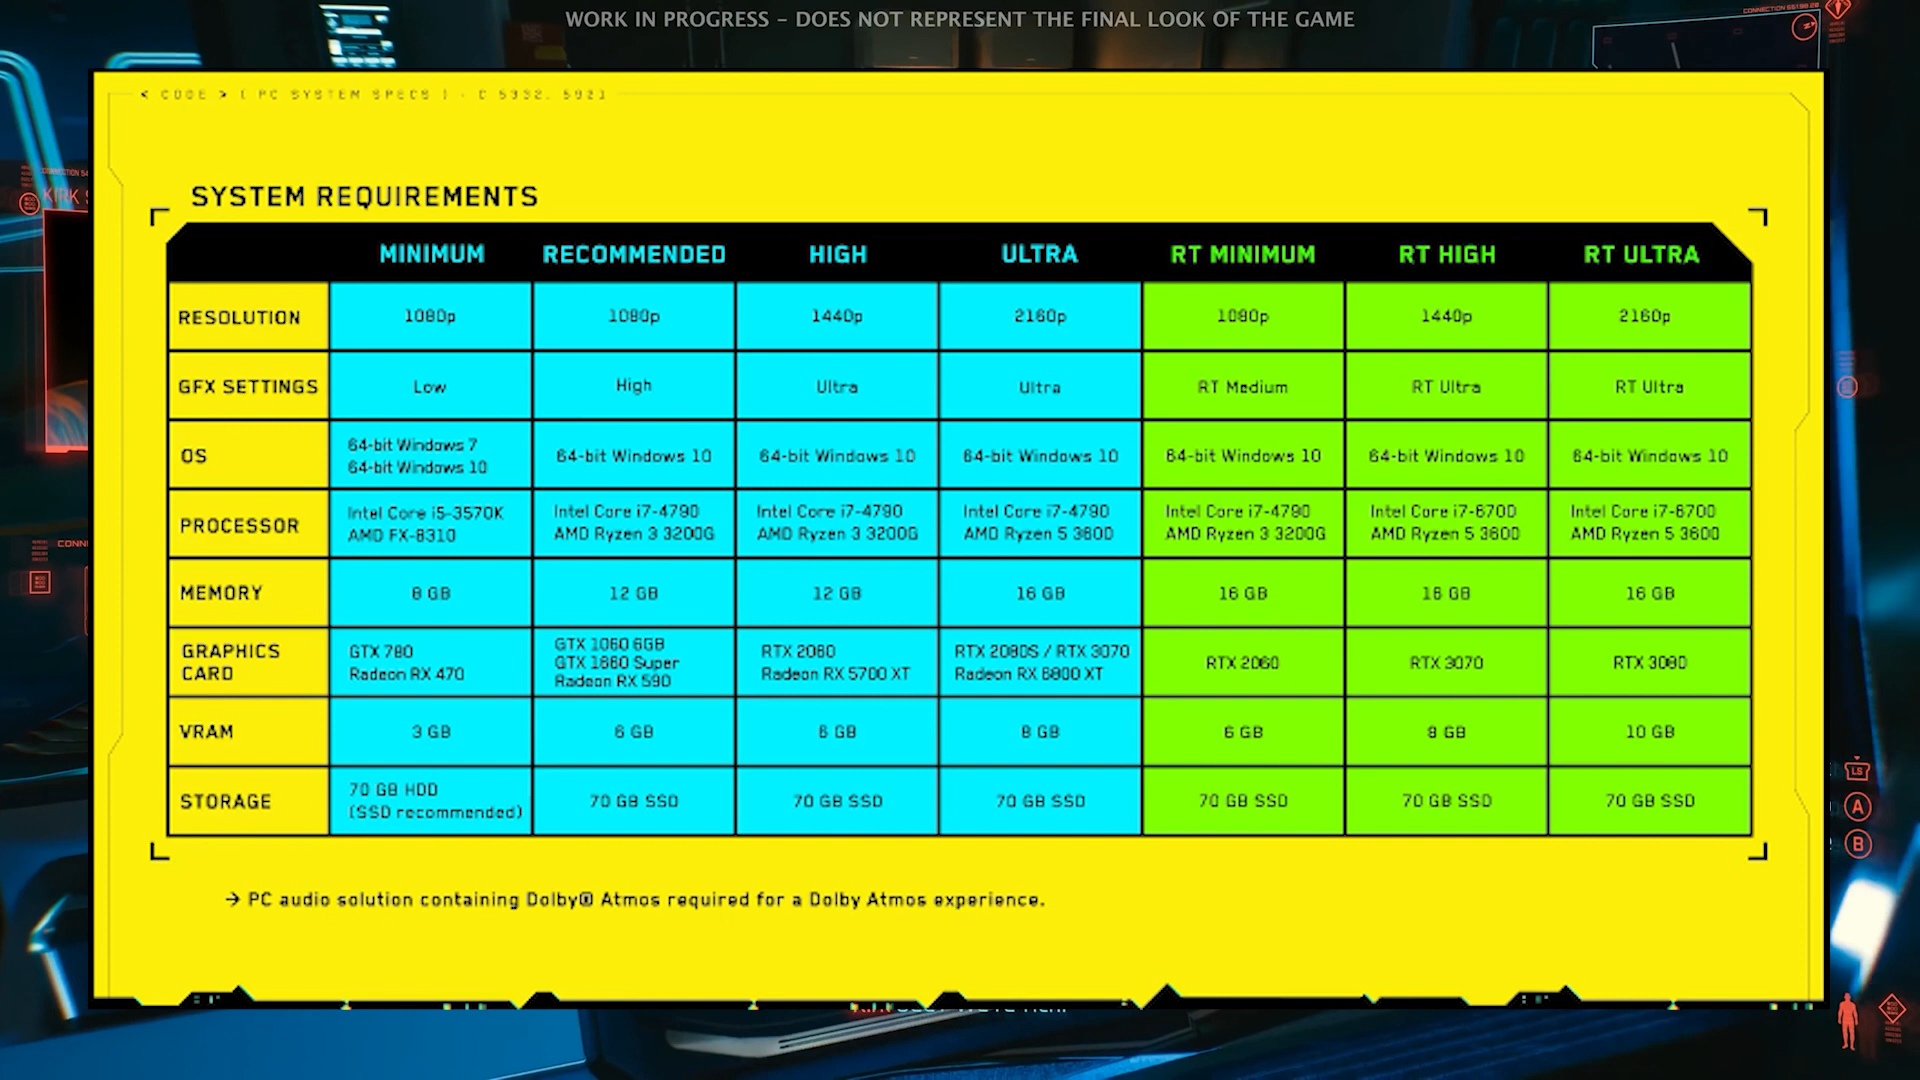 WORK IN PROGRESS – DOES NOT REPRESENT THE FINAL LOOK OF THE GAME
< CODE > ( PC SYSTEM SPECS ) - C 5332. 5921
SYSTEM REQUIREMENTS
MINIMUM RECOMMENDED HIGH ULTRA RT MINIMUM RT HIGH RT ULTRA
RESOLUTION 1080p 1080p 1440p 2160p 1080p 1440p 2160p
GFX SETTINGS Low High Ultra Ultra RT Medium RT Ultra RT Ultra
OS 64-bit Windows 7
64-bit Windows 10 64-bit Windows 10 64-bit Windows 10 64-bit Windows 10 64-bit Windows 10 64-bit Windows 10 64-bit Windows 10
PROCESSOR Intel Core i5-3570K Intel Core i7-4790 Intel Core i7-4790 Intel Core i7-4790 Intel Core i7-4790 Intel Core i7-6700 Intel Core i7-6700
AMD FX-8310 AMD Ryzen 3 3200G AMD Ryzen 3 3200G AMD Ryzen 5 3600 AMD Ryzen 3 3200G AMD Ryzen 5 3600 AMD Ryzen 5 3600
MEMORY 8 GB 12 GB 12 GB 16 GB 16 GB 16 GB 16 GB
GRAPHICS CARD GTX 780 GTX 1060 6GB RTX 2060 RTX 2080S / RTX 3070 RTX 2060 RTX 3070 RTX 3080
Radeon RX 470 GTX 1660 Super Radeon RX 5700 XT Radeon RX 6800 XT
Radeon RX 590
VRAM 3 GB 6 GB 6 GB 8 GB 6 GB 8 GB 10 GB
STORAGE 70 GB HDD
(SSD recommended) 70 GB SSD 70 GB SSD 70 GB SSD 70 GB SSD 70 GB SSD 70 GB SSD
→ PC audio solution containing Dolby® Atmos required for a Dolby Atmos experience.
KIRK
LS
A
B